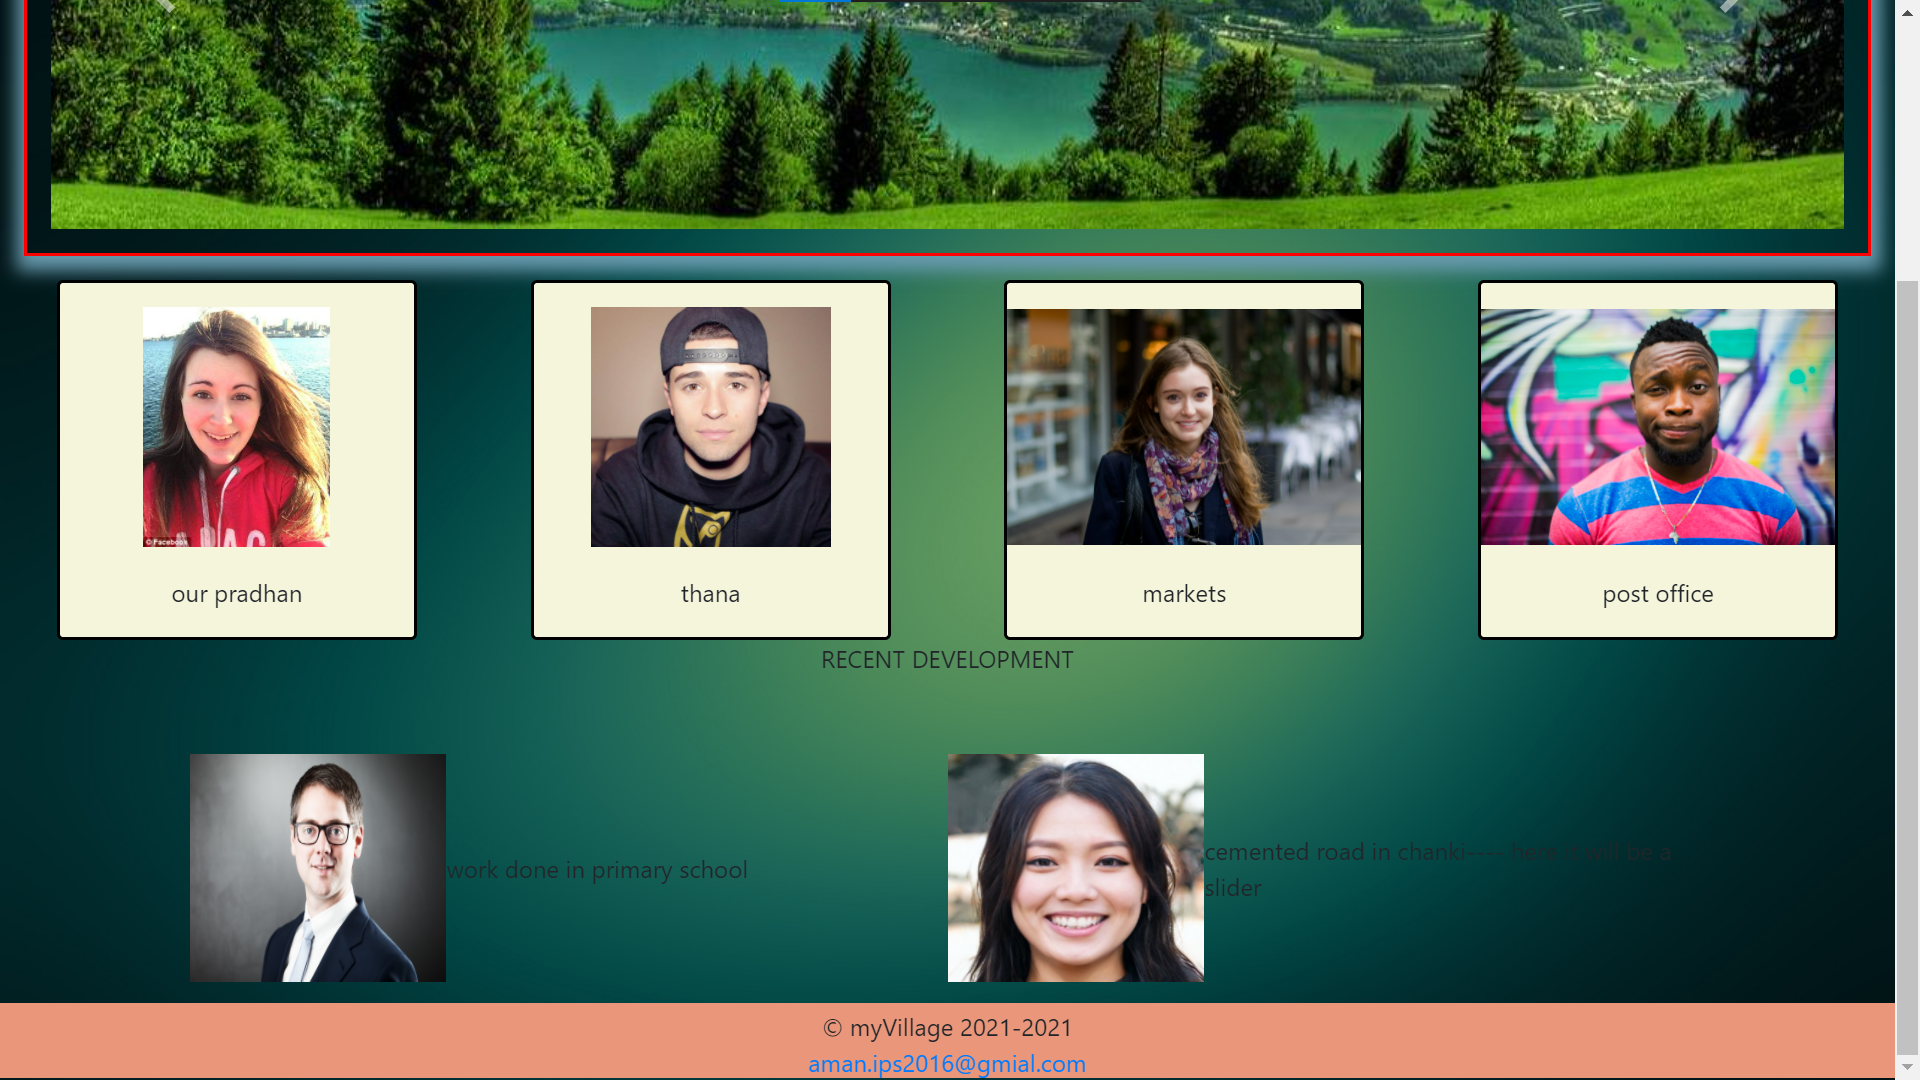 © Facebook
our pradhan
thana
markets
post office
RECENT DEVELOPMENT
work done in primary school
cemented road in chanki---- here it will be a
slider
© myVillage 2021-2021
aman.ips2016@gmial.com